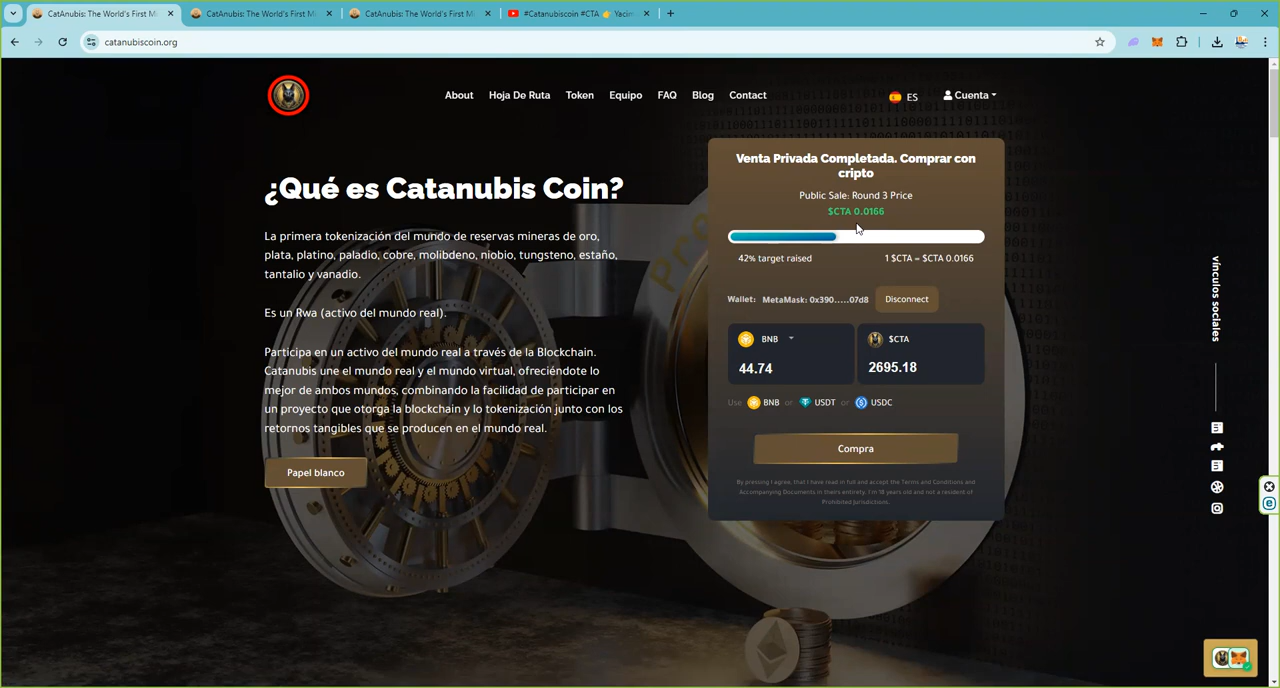 CatAnubis: The World's First Mi
CatAnubis: The World's First Mi
CatAnubis: The World's First Mi
#Catanubiscoin #CTA 👉 Yacim
catanubiscoin.org
About
Hoja De Ruta
Token
Equipo
FAQ
Blog
Contact
ES
Cuenta
¿Qué es Catanubis Coin?
La primera tokenización del mundo de reservas mineras de oro,
plata, platino, paladio, cobre, molibdeno, niobio, tungsteno, estaño,
tantalio y vanadio.
Es un Rwa (activo del mundo real).
Participa en un activo del mundo real a través de la Blockchain.
Catanubis une el mundo real y el mundo virtual, ofreciéndote lo
mejor de ambos mundos, combinando la facilidad de participar en
un proyecto que otorga la blockchain y lo tokenización junto con los
retornos tangibles que se producen en el mundo real.
Papel blanco
Venta Privada Completada. Comprar con
cripto
Public Sale: Round 3 Price
$CTA 0.0166
42% target raised
1 $CTA = $CTA 0.0166
Wallet: MetaMask: 0x390.....07d8
Disconnect
BNB
44.74
$CTA
2695.18
Use BNB or USDT or USDC
Compra
By pressing I agree, that I have read in full and accept the Terms and Conditions and
Accompanying Documents in theirs entirety. I m 18 years old and not a resident of
Prohibited Jurisdictions.
vínculos sociales